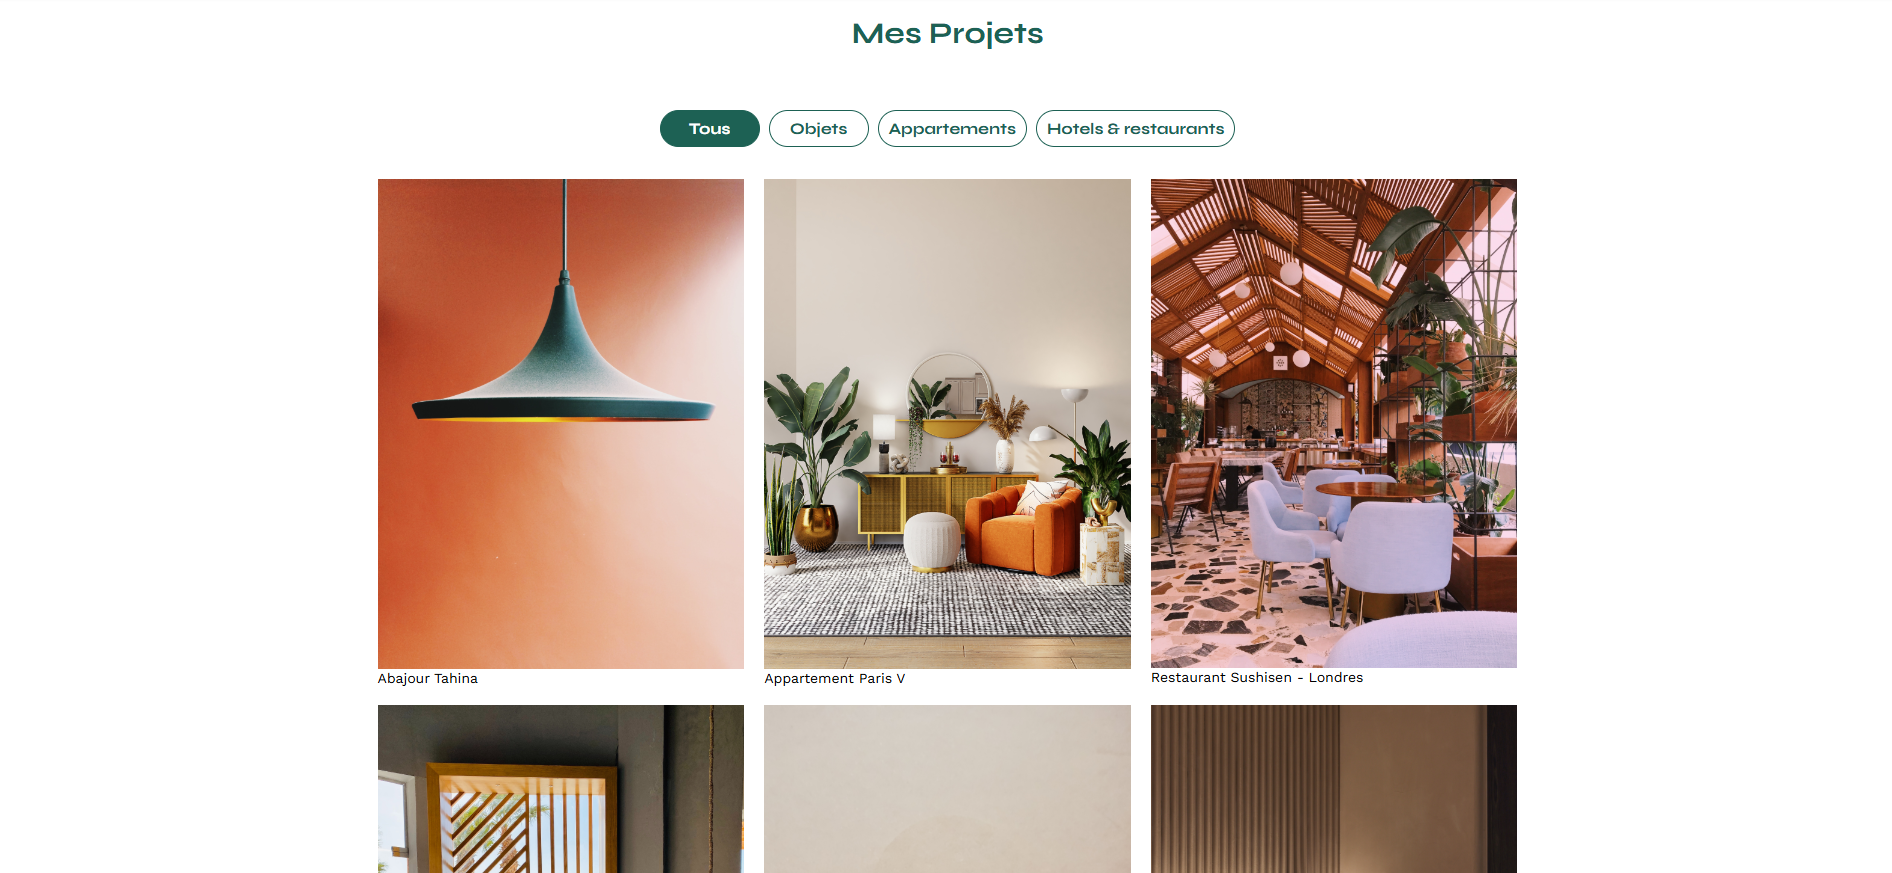 Mes Projets
Tous
Objets
Appartements
Hotels & restaurants
Abajour Tahina
Appartement Paris V
Restaurant Sushisen - Londres